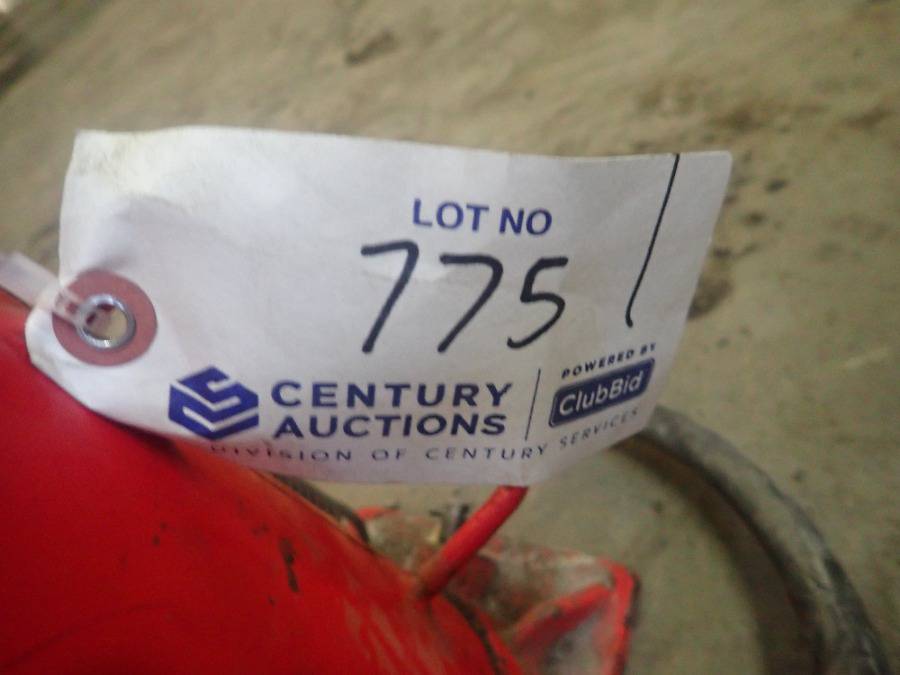 LOT NO
775
CENTURY
AUCTIONS
POWERED BY
ClubBid
DIVISION OF CENTURY SERVICES